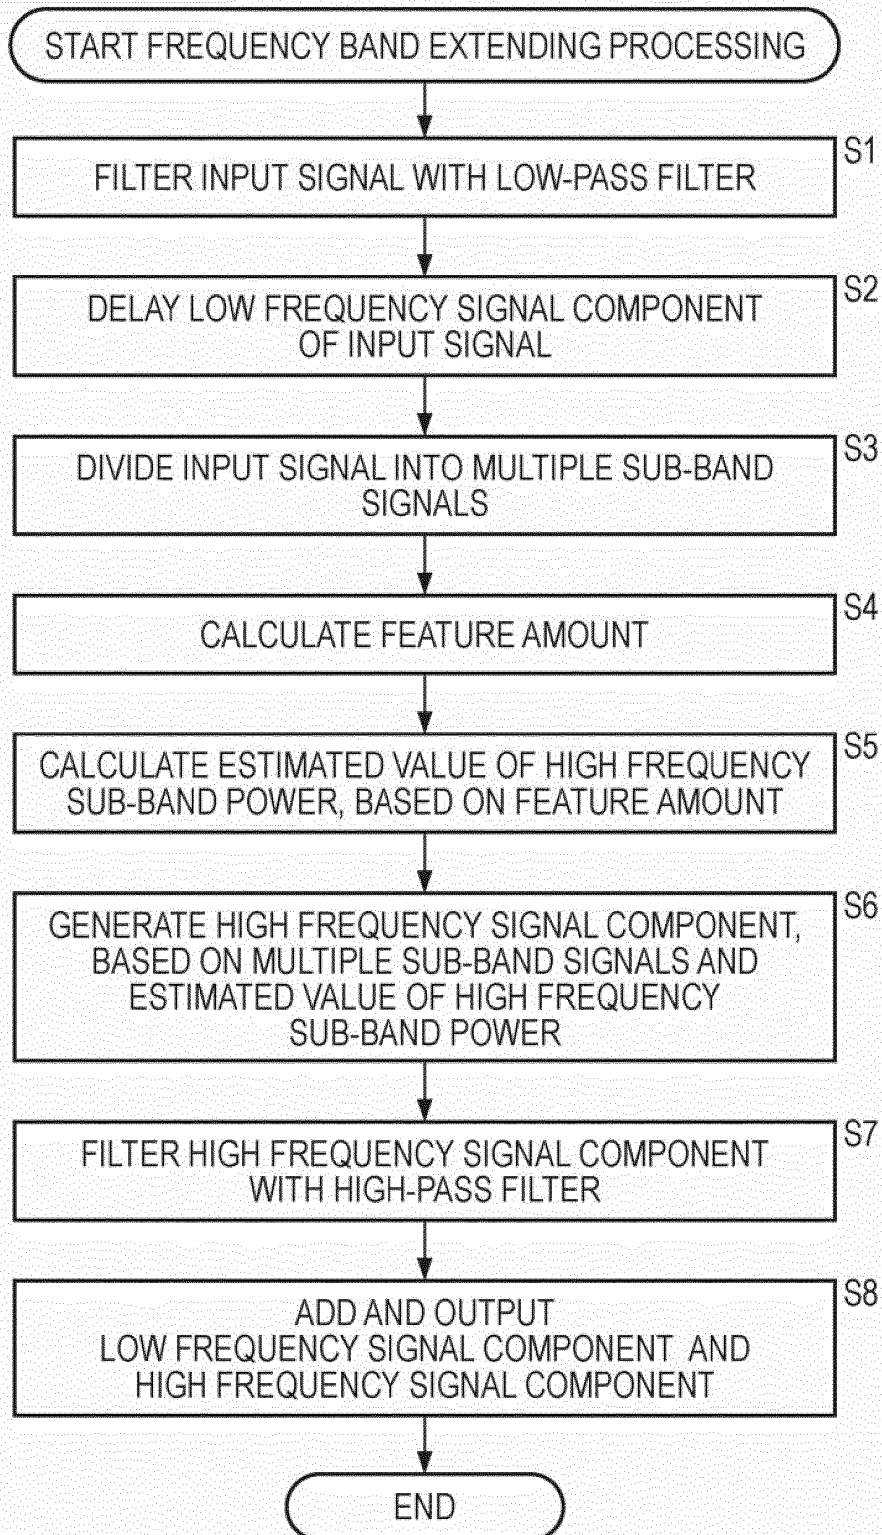 START FREQUENCY BAND EXTENDING PROCESSING
S1
FILTER INPUT SIGNAL WITH LOW-PASS FILTER
S2
DELAY LOW FREQUENCY SIGNAL COMPONENT
OF INPUT SIGNAL
S3
DIVIDE INPUT SIGNAL INTO MULTIPLE SUB-BAND
SIGNALS
S4
CALCULATE FEATURE AMOUNT
S5
CALCULATE ESTIMATED VALUE OF HIGH FREQUENCY
SUB-BAND POWER, BASED ON FEATURE AMOUNT
S6
GENERATE HIGH FREQUENCY SIGNAL COMPONENT,
BASED ON MULTIPLE SUB-BAND SIGNALS AND
ESTIMATED VALUE OF HIGH FREQUENCY
SUB-BAND POWER
S7
FILTER HIGH FREQUENCY SIGNAL COMPONENT
WITH HIGH-PASS FILTER
S8
ADD AND OUTPUT
LOW FREQUENCY SIGNAL COMPONENT AND
HIGH FREQUENCY SIGNAL COMPONENT
END